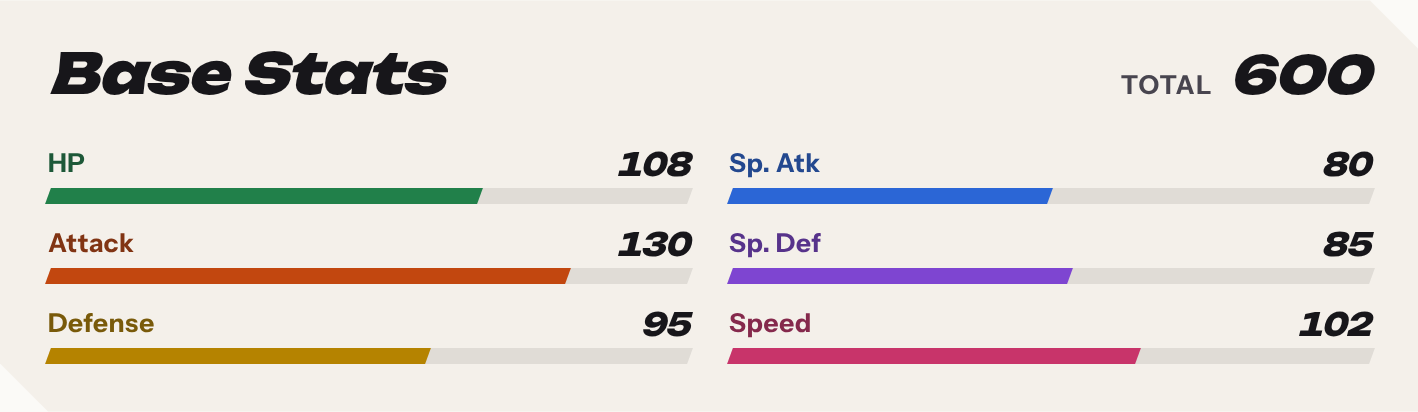 Base Stats
TOTAL 600
HP 108
Attack 130
Defense 95
Sp. Atk 80
Sp. Def 85
Speed 102